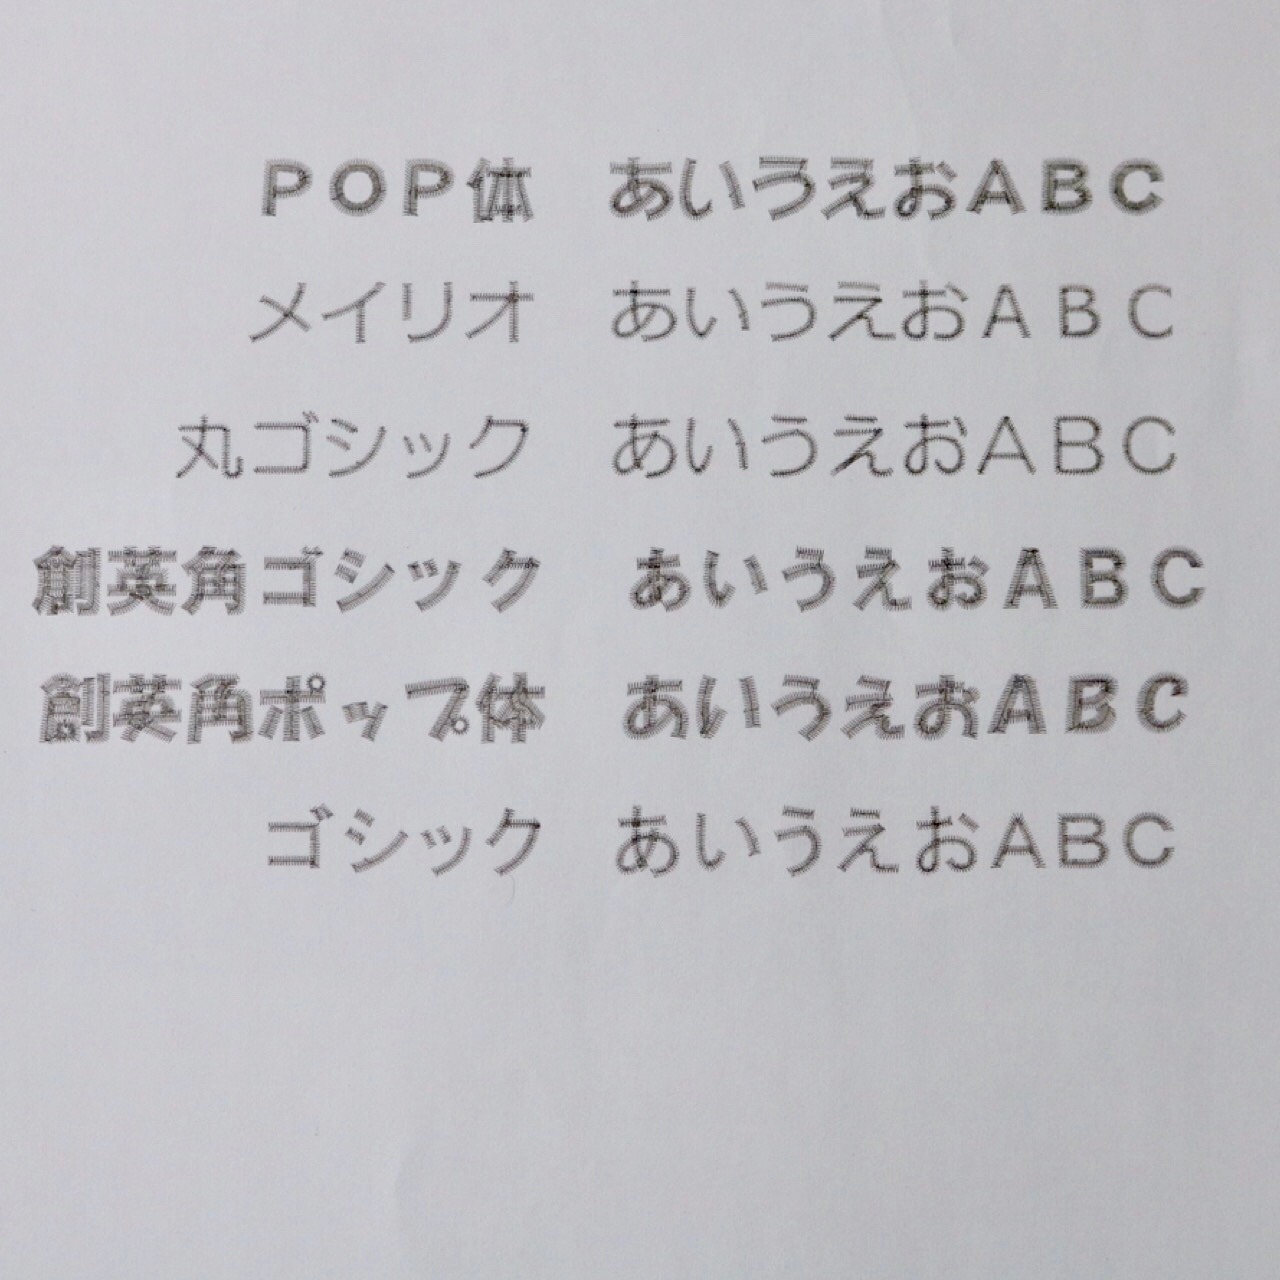 POP体　あいうえおABC
メイリオ　あいうえおABC
丸ゴシック　あいうえおABC
創英角ゴシック　あいうえおABC
創英角ポップ体　あいうえおABC
ゴシック　あいうえおABC